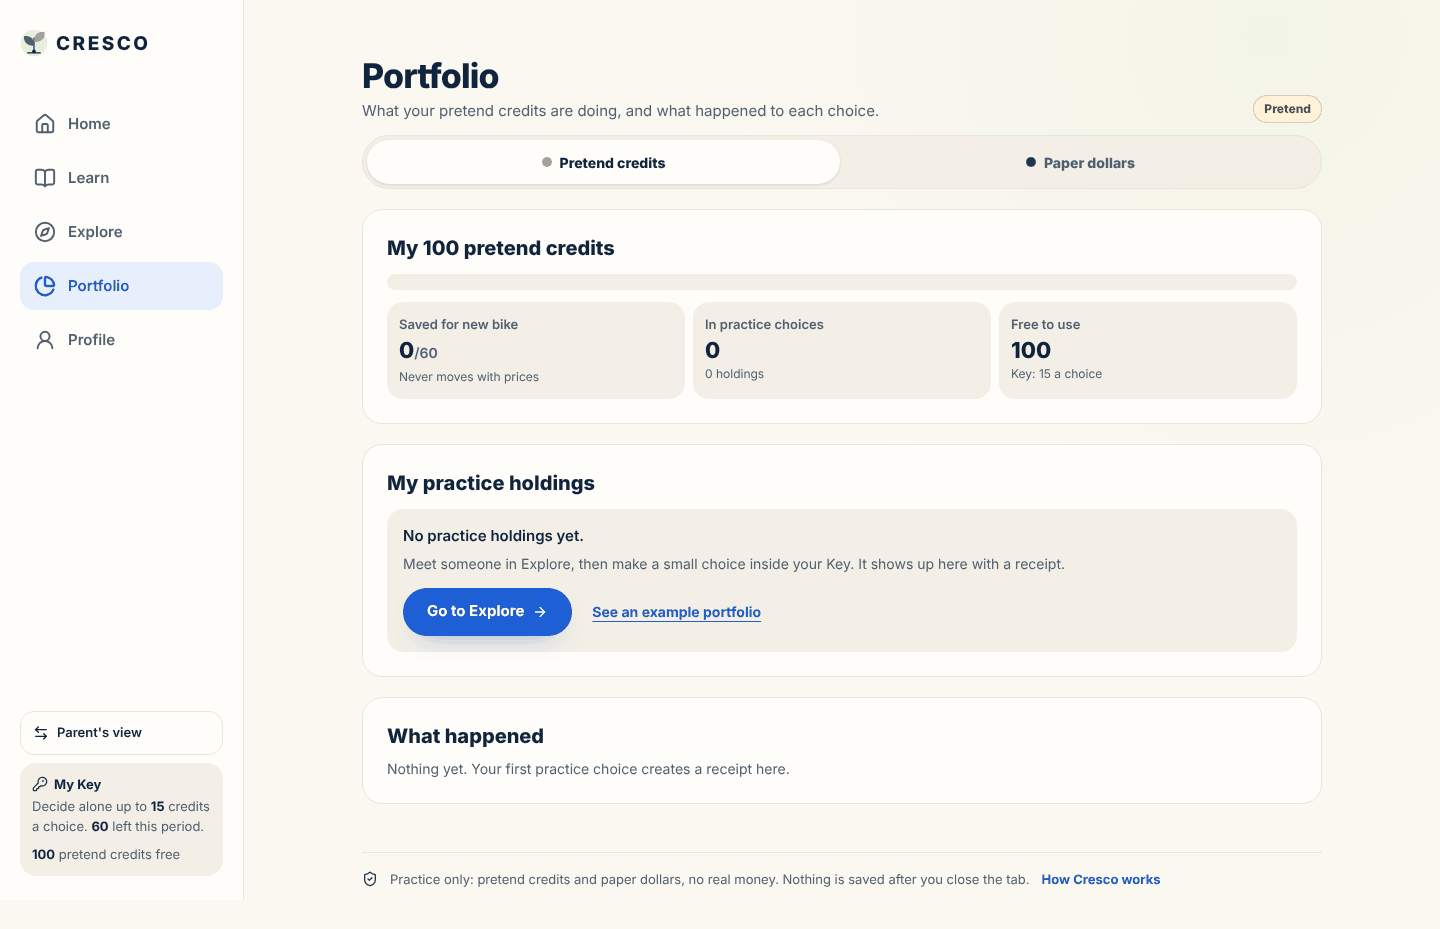 CRESCO
Home
Learn
Explore
Portfolio
Profile
Parent's view
My Key
Decide alone up to 15 credits
a choice. 60 left this period.
100 pretend credits free
Portfolio
What your pretend credits are doing, and what happened to each choice.
Pretend
Pretend credits
Paper dollars
My 100 pretend credits
Saved for new bike
0/60
Never moves with prices
In practice choices
0
0 holdings
Free to use
100
Key: 15 a choice
My practice holdings
No practice holdings yet.
Meet someone in Explore, then make a small choice inside your Key. It shows up here with a receipt.
Go to Explore →
See an example portfolio
What happened
Nothing yet. Your first practice choice creates a receipt here.
Practice only: pretend credits and paper dollars, no real money. Nothing is saved after you close the tab. How Cresco works